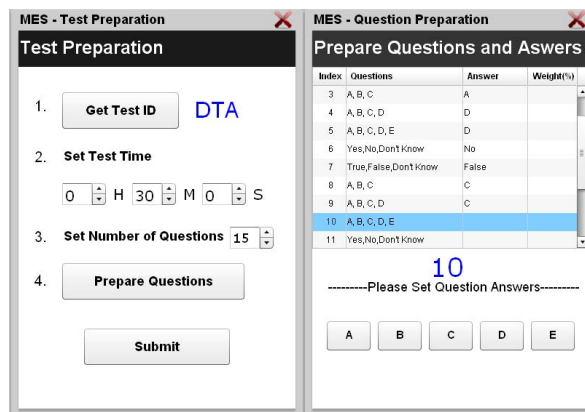 MES - Test Preparation
Test Preparation
1. Get Test ID DTA
2. Set Test Time
0 H 30 M 0 S
3. Set Number of Questions 15
4. Prepare Questions
Submit
MES - Question Preparation
Prepare Questions and Aswers
Index Questions Answer Weight(%)
3 A, B, C A
4 A, B, C, D D
5 A, B, C, D, E D
6 Yes,No,Don't Know No
7 True,False,Don't Know False
8 A, B, C C
9 A, B, C, D C
10 A, B, C, D, E
11 Yes,No,Don't Know
10
---------Please Set Question Answers---------
A B C D E